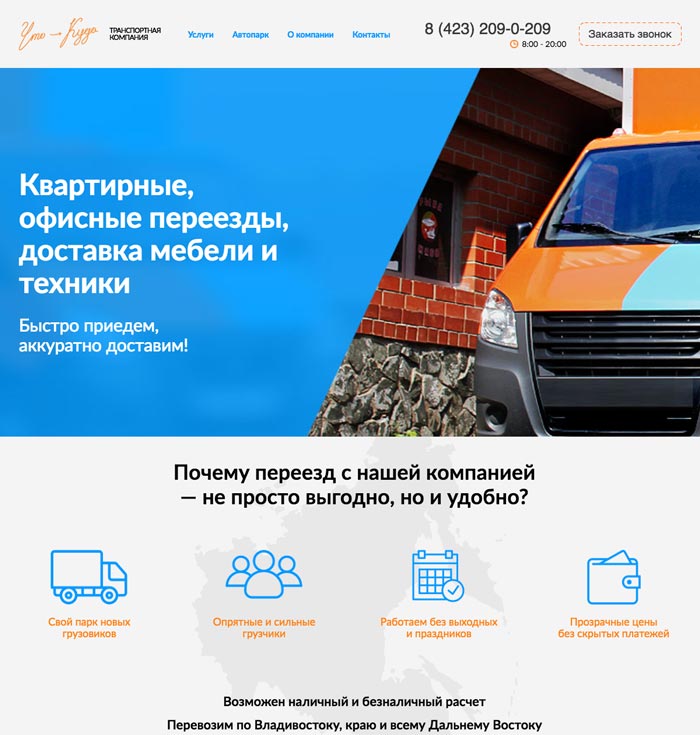 Что → Куда
ТРАНСПОРТНАЯ
КОМПАНИЯ
Услуги Автопарк О компании Контакты
8 (423) 209-0-209
8:00 - 20:00
Заказать звонок
Квартирные,
офисные переезды,
доставка мебели и
техники
Быстро приедем,
аккуратно доставим!
Почему переезд с нашей компанией
— не просто выгодно, но и удобно?
Свой парк новых
грузовиков
Опрятные и сильные
грузчики
Работаем без выходных
и праздников
Прозрачные цены
без скрытых платежей
Возможен наличный и безналичный расчет
Перевозим по Владивостоку, краю и всему Дальнему Востоку